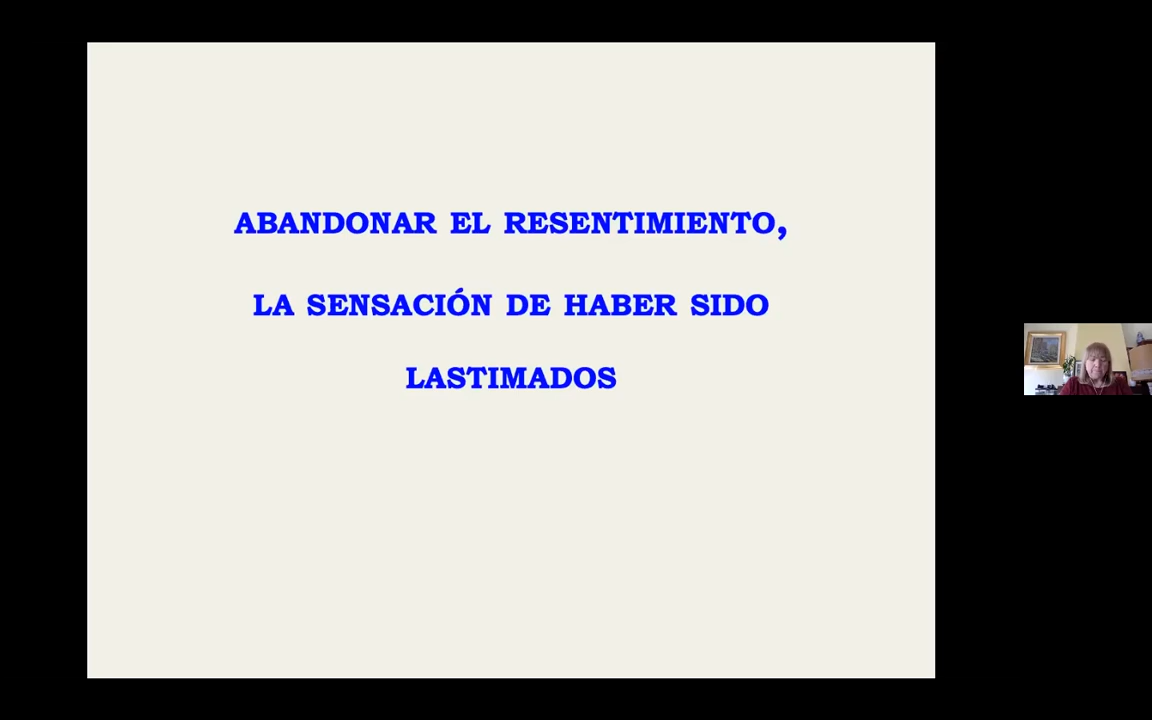 ABANDONAR EL RESENTIMIENTO,
LA SENSACIÓN DE HABER SIDO
LASTIMADOS